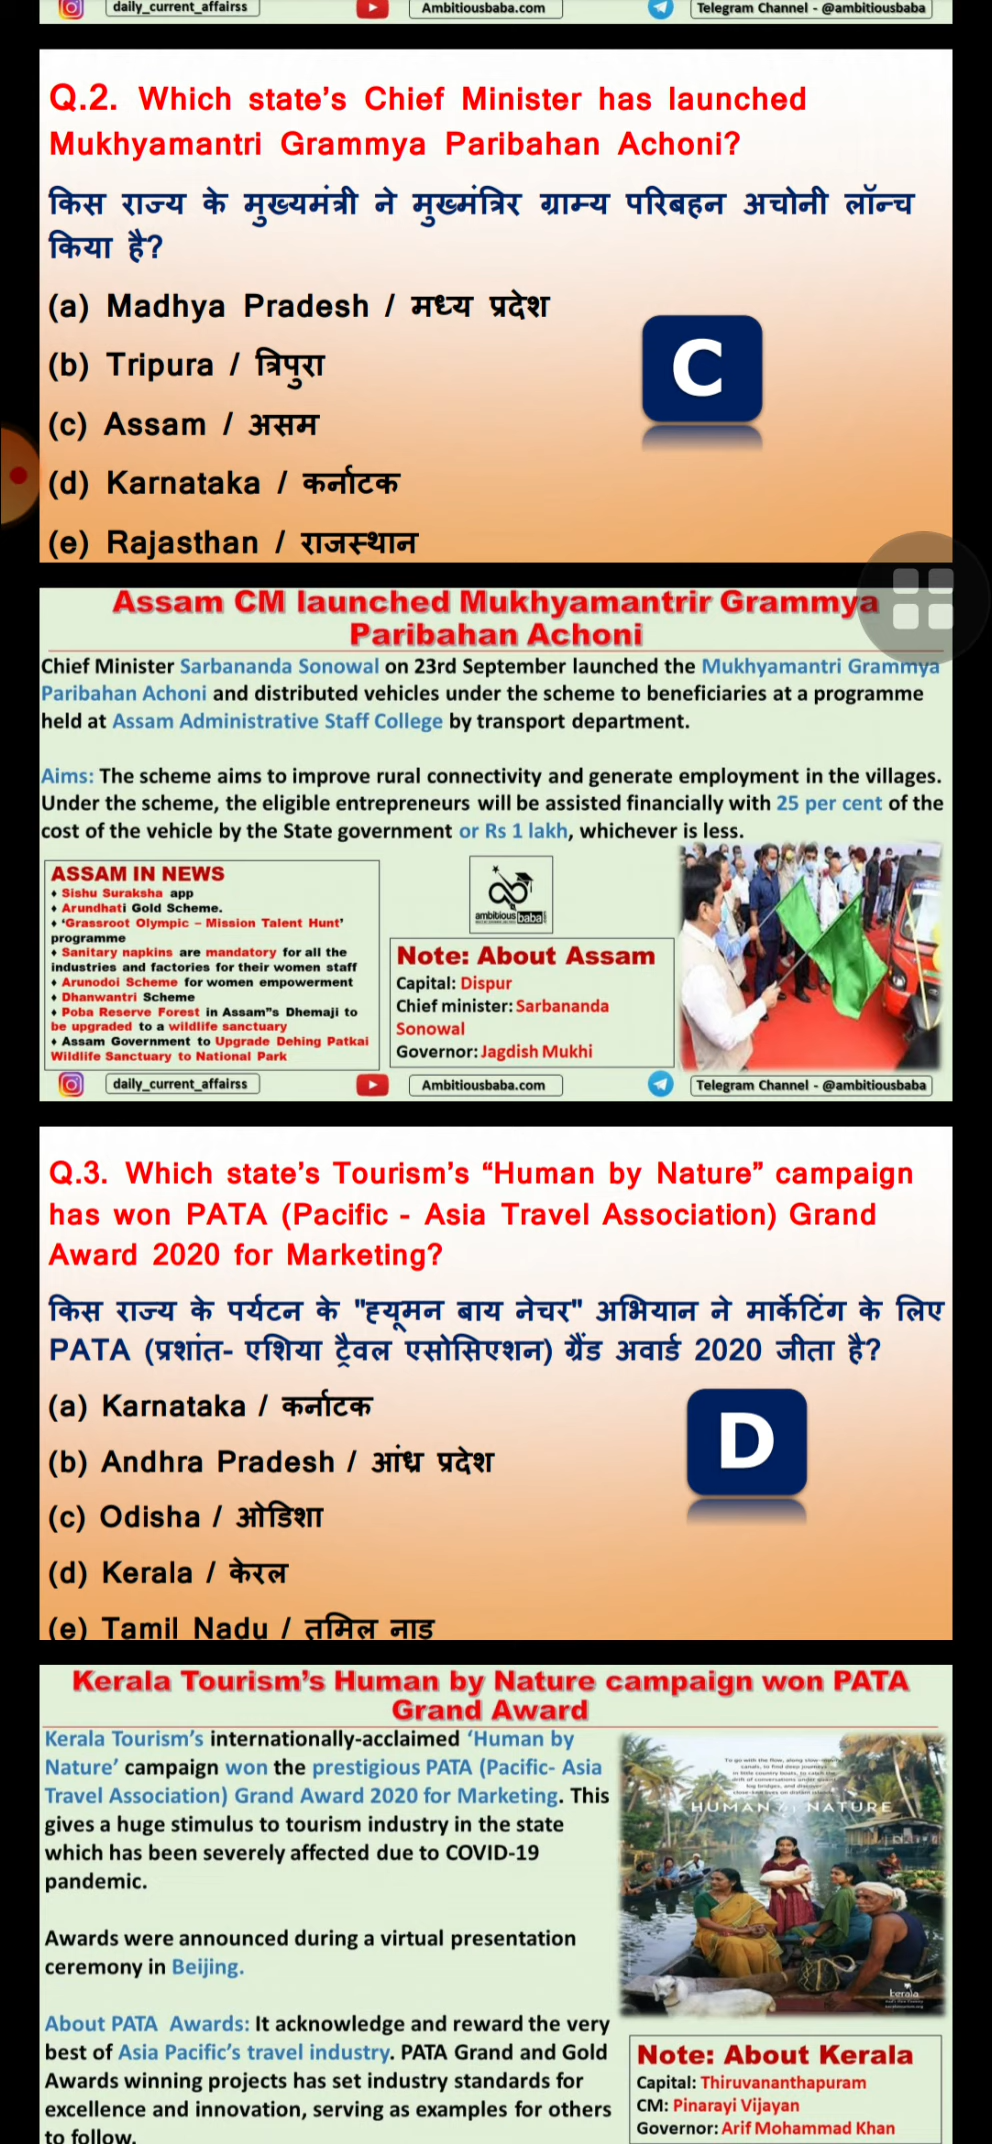 daily_current_affairss
Ambitiousbaba.com
Telegram Channel - @ambitiousbaba
Q.2. Which state's Chief Minister has launched
Mukhyamantri Grammya Paribahan Achoni?
किस राज्य के मुख्यमंत्री ने मुख्मंत्रिर ग्राम्य परिबहन अचोनी लॉन्च
किया है?
(a) Madhya Pradesh / मध्य प्रदेश
(b) Tripura / त्रिपुरा
(c) Assam / असम
(d) Karnataka / कर्नाटक
(e) Rajasthan / राजस्थान
C
Assam CM launched Mukhyamantrir Grammya
Paribahan Achoni
Chief Minister Sarbananda Sonowal on 23rd September launched the Mukhyamantri Grammya
Paribahan Achoni and distributed vehicles under the scheme to beneficiaries at a programme
held at Assam Administrative Staff College by transport department.
Aims: The scheme aims to improve rural connectivity and generate employment in the villages.
Under the scheme, the eligible entrepreneurs will be assisted financially with 25 per cent of the
cost of the vehicle by the State government or Rs 1 lakh, whichever is less.
ASSAM IN NEWS
♦ Sishu Suraksha app
♦ Arundhati Gold Scheme.
♦ 'Grassroot Olympic – Mission Talent Hunt'
programme
♦ Sanitary napkins are mandatory for all the
industries and factories for their women staff
♦ Arunodoi Scheme for women empowerment
♦ Dhanwantri Scheme
♦ Poba Reserve Forest in Assam"s Dhemaji to
be upgraded to a wildlife sanctuary
♦ Assam Government to Upgrade Dehing Patkai
Wildlife Sanctuary to National Park
ambitious baba
Note: About Assam
Capital: Dispur
Chief minister: Sarbananda
Sonowal
Governor: Jagdish Mukhi
daily_current_affairss
Ambitiousbaba.com
Telegram Channel - @ambitiousbaba
Q.3. Which state's Tourism's "Human by Nature" campaign
has won PATA (Pacific - Asia Travel Association) Grand
Award 2020 for Marketing?
किस राज्य के पर्यटन के "ह्यूमन बाय नेचर" अभियान ने मार्केटिंग के लिए
PATA (प्रशांत- एशिया ट्रैवल एसोसिएशन) ग्रैंड अवार्ड 2020 जीता है?
(a) Karnataka / कर्नाटक
(b) Andhra Pradesh / आंध्र प्रदेश
(c) Odisha / ओडिशा
(d) Kerala / केरल
(e) Tamil Nadu / तमिल नाडु
D
Kerala Tourism's Human by Nature campaign won PATA
Grand Award
Kerala Tourism's internationally-acclaimed 'Human by
Nature' campaign won the prestigious PATA (Pacific- Asia
Travel Association) Grand Award 2020 for Marketing. This
gives a huge stimulus to tourism industry in the state
which has been severely affected due to COVID-19
pandemic.
Awards were announced during a virtual presentation
ceremony in Beijing.
About PATA Awards: It acknowledge and reward the very
best of Asia Pacific's travel industry. PATA Grand and Gold
Awards winning projects has set industry standards for
excellence and innovation, serving as examples for others
to follow.
HUMAN by NATURE
kerala
Note: About Kerala
Capital: Thiruvananthapuram
CM: Pinarayi Vijayan
Governor: Arif Mohammad Khan